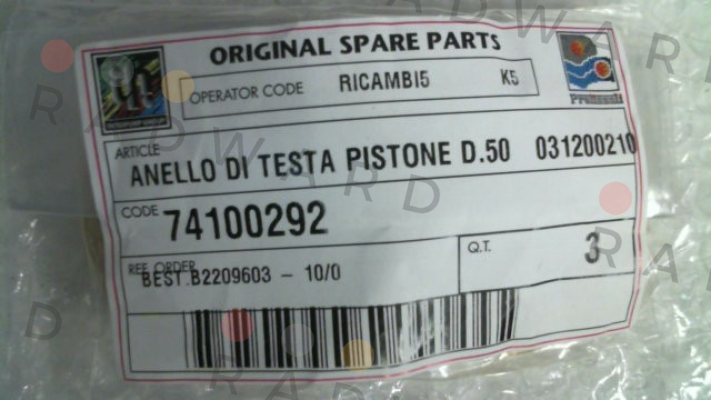 ORIGINAL SPARE PARTS
OPERATOR CODE RICAMBI5 K5
ARTICLE
ANELLO DI TESTA PISTONE D.50 031200210
CODE 74100292
REF. ORDER
BEST.B2209603 - 10/0
Q.T. 3
RADWARD